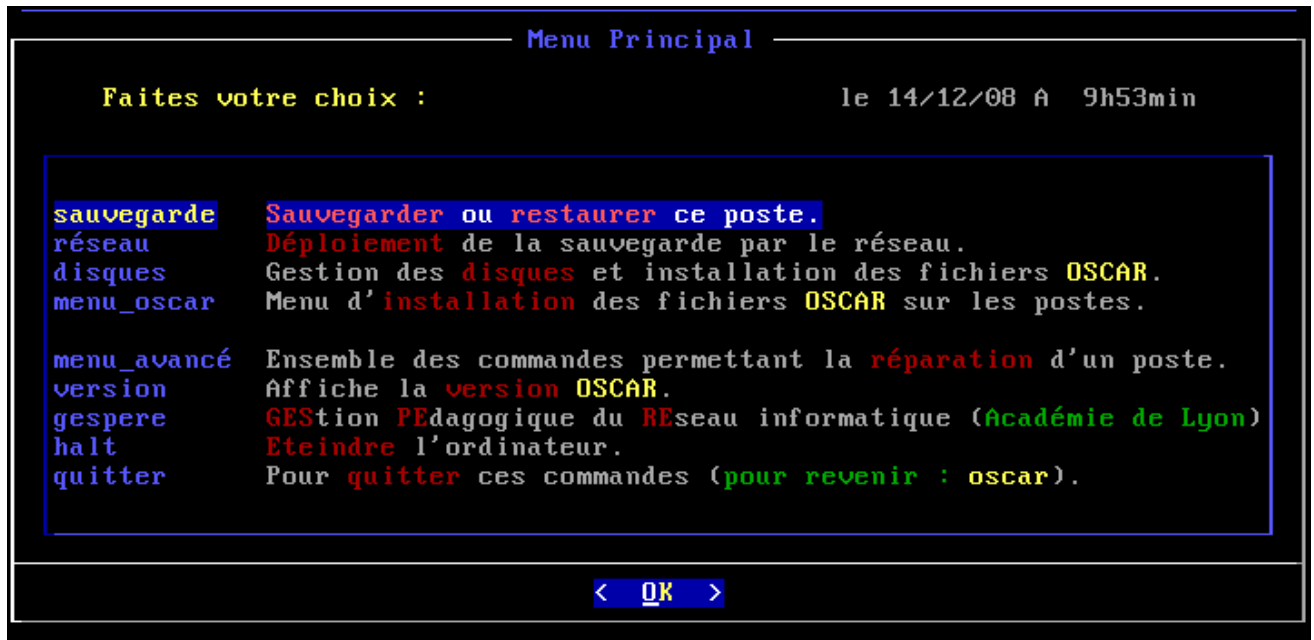 Menu Principal
Faites votre choix : le 14/12/08 A 9h53min
sauvegarde Sauvegarder ou restaurer ce poste.
réseau Déploiement de la sauvegarde par le réseau.
disques Gestion des disques et installation des fichiers OSCAR.
menu_oscar Menu d'installation des fichiers OSCAR sur les postes.
menu_avancé Ensemble des commandes permettant la réparation d'un poste.
version Affiche la version OSCAR.
gespere GEStion PEdagogique du REseau informatique (Académie de Lyon)
halt Eteindre l'ordinateur.
quitter Pour quitter ces commandes (pour revenir : oscar).
< OK >